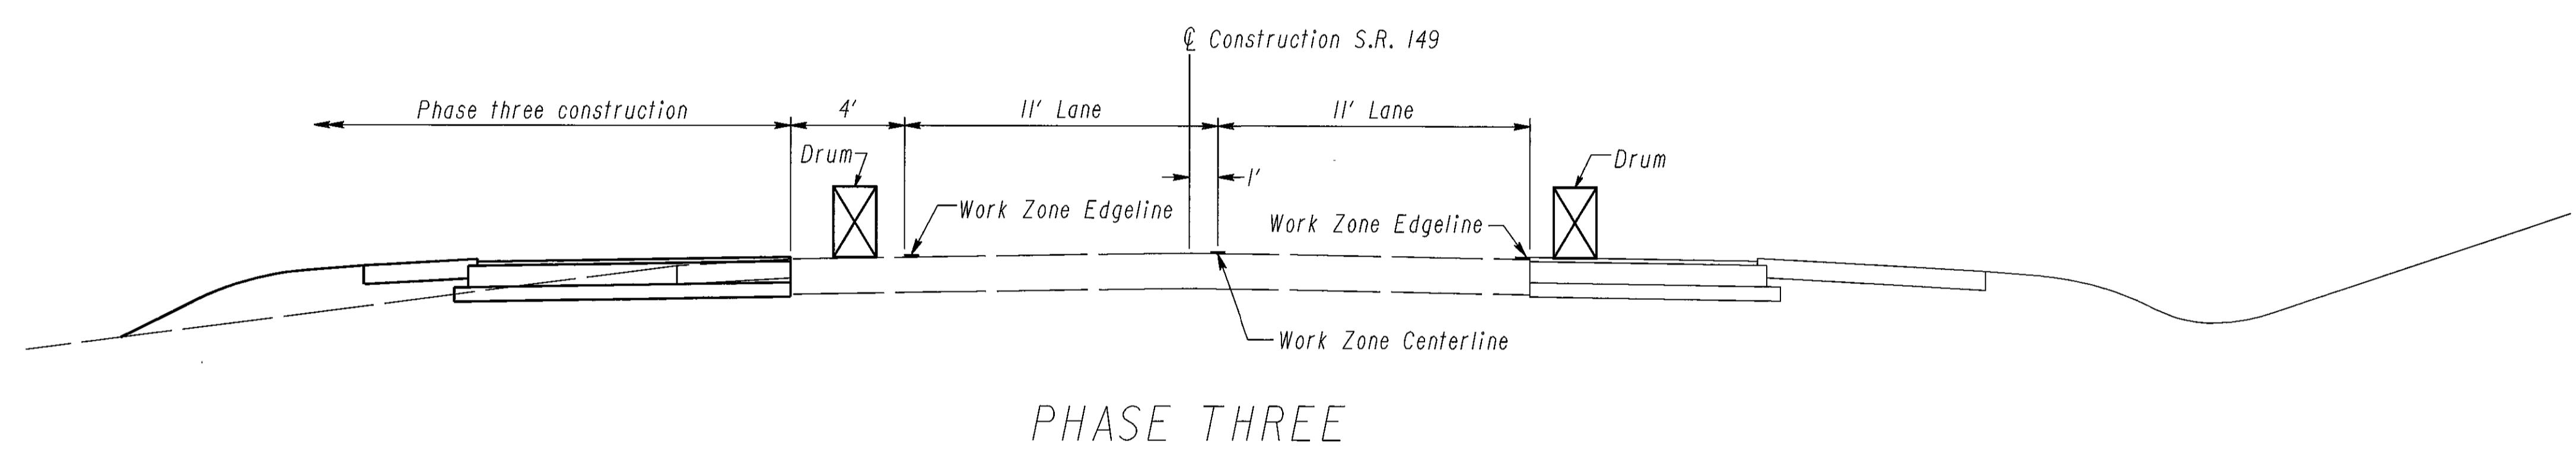 ℄ Construction S.R. 149
Phase three construction
4'
11' Lane
11' Lane
Drum
Drum
1'
Work Zone Edgeline
Work Zone Edgeline
Work Zone Centerline
PHASE THREE